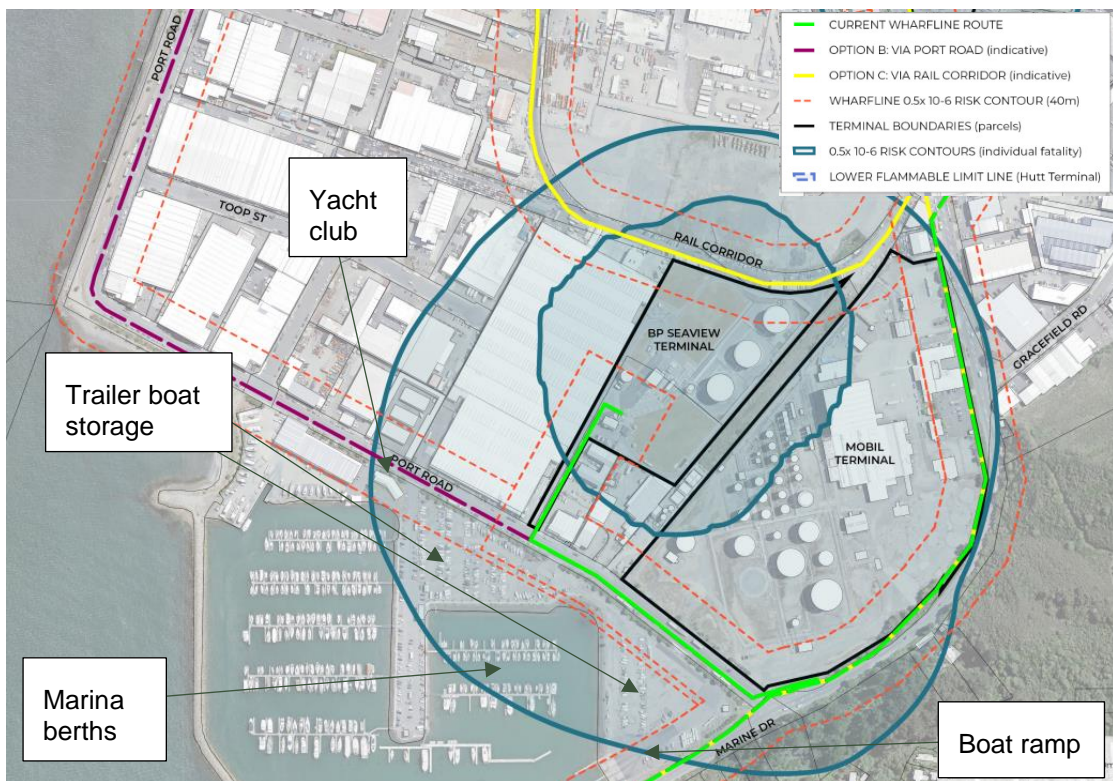 CURRENT WHARFLINE ROUTE
OPTION B: VIA PORT ROAD (indicative)
OPTION C: VIA RAIL CORRIDOR (indicative)
WHARFLINE 0.5x 10-6 RISK CONTOUR (40m)
TERMINAL BOUNDARIES (parcels)
0.5x 10-6 RISK CONTOURS (individual fatality)
LOWER FLAMMABLE LIMIT LINE (Hutt Terminal)
PORT ROAD
TOOP ST
Yacht
club
RAIL CORRIDOR
BP SEAVIEW
TERMINAL
GRACEFIELD RD
Trailer boat
storage
MOBIL
TERMINAL
PORT ROAD
Marina
berths
MARINE DR
Boat ramp